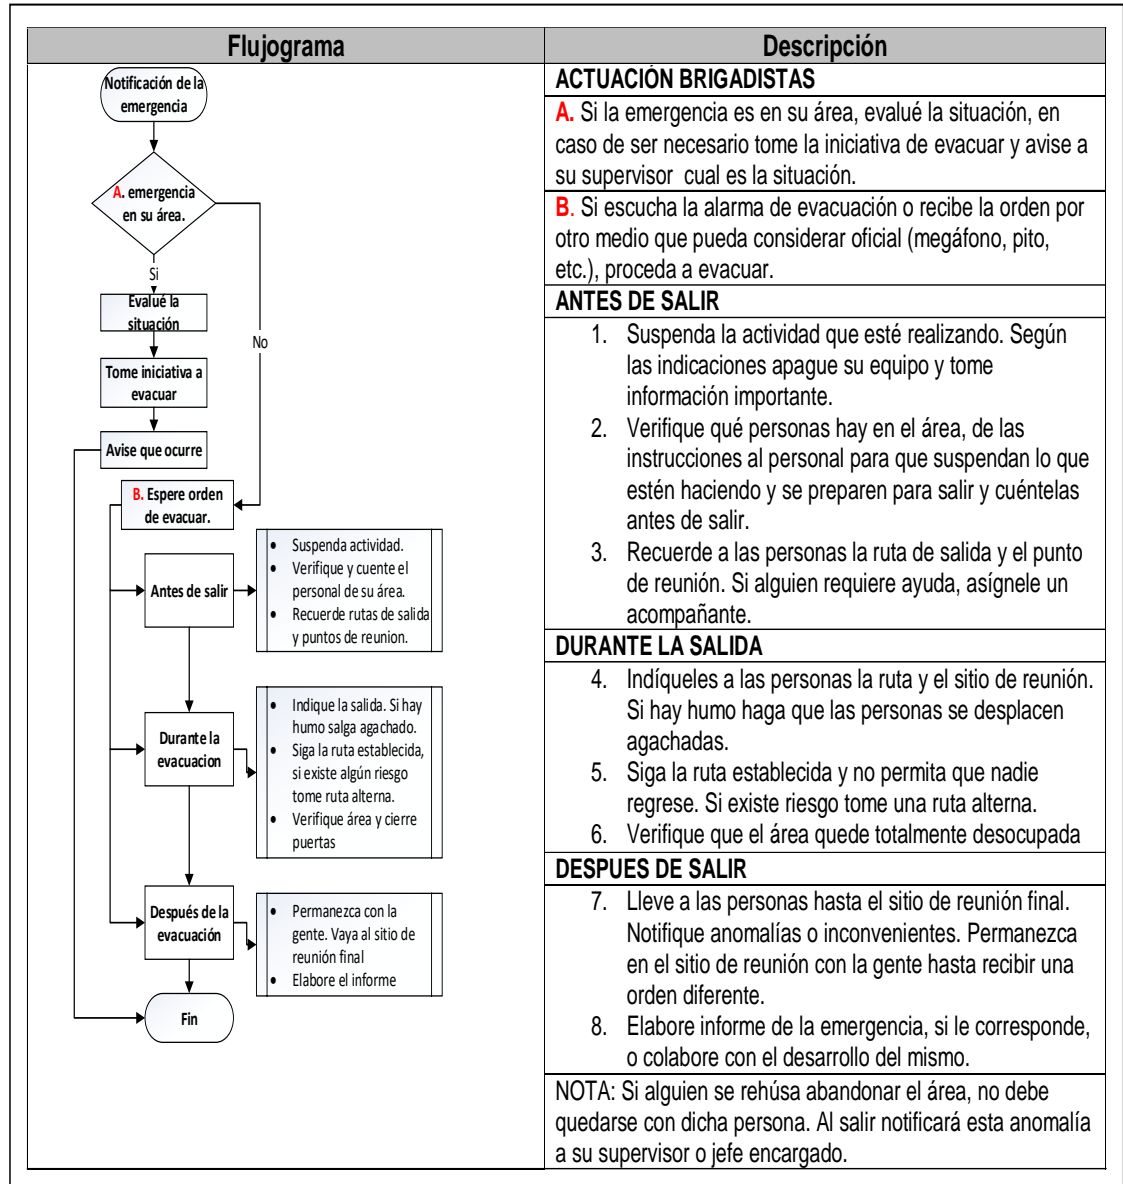 Flujograma
Descripción
Notificación de la
emergencia
A. emergencia
en su área.
Si
No
Evalué la
situación
Tome iniciativa a
evacuar
Avise que ocurre
B. Espere orden
de evacuar.
Antes de salir
• Suspenda actividad.
• Verifique y cuente el
personal de su área.
• Recuerde rutas de salida
y puntos de reunion.
Durante la
evacuacion
• Indique la salida. Si hay
humo salga agachado.
• Siga la ruta establecida,
si existe algún riesgo
tome ruta alterna.
• Verifique área y cierre
puertas
Después de la
evacuación
• Permanezca con la
gente. Vaya al sitio de
reunión final
• Elabore el informe
Fin
ACTUACIÓN BRIGADISTAS
A. Si la emergencia es en su área, evalué la situación, en
caso de ser necesario tome la iniciativa de evacuar y avise a
su supervisor cual es la situación.
B. Si escucha la alarma de evacuación o recibe la orden por
otro medio que pueda considerar oficial (megáfono, pito,
etc.), proceda a evacuar.
ANTES DE SALIR
1. Suspenda la actividad que esté realizando. Según
las indicaciones apague su equipo y tome
información importante.
2. Verifique qué personas hay en el área, de las
instrucciones al personal para que suspendan lo que
estén haciendo y se preparen para salir y cuéntelas
antes de salir.
3. Recuerde a las personas la ruta de salida y el punto
de reunión. Si alguien requiere ayuda, asígnele un
acompañante.
DURANTE LA SALIDA
4. Indíqueles a las personas la ruta y el sitio de reunión.
Si hay humo haga que las personas se desplacen
agachadas.
5. Siga la ruta establecida y no permita que nadie
regrese. Si existe riesgo tome una ruta alterna.
6. Verifique que el área quede totalmente desocupada
DESPUES DE SALIR
7. Lleve a las personas hasta el sitio de reunión final.
Notifique anomalías o inconvenientes. Permanezca
en el sitio de reunión con la gente hasta recibir una
orden diferente.
8. Elabore informe de la emergencia, si le corresponde,
o colabore con el desarrollo del mismo.
NOTA: Si alguien se rehúsa abandonar el área, no debe
quedarse con dicha persona. Al salir notificará esta anomalía
a su supervisor o jefe encargado.